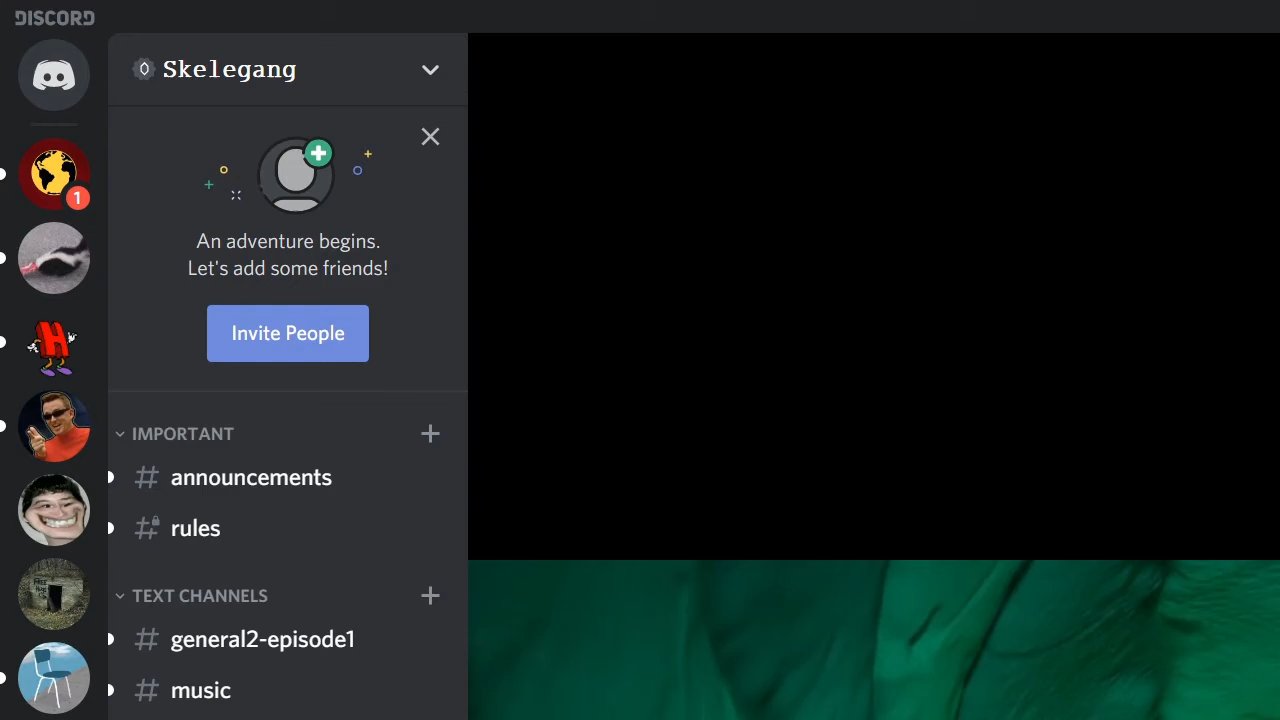 DISCORD
Skelegang
1
An adventure begins.
Let's add some friends!
Invite People
IMPORTANT
announcements
rules
TEXT CHANNELS
general2-episode1
music